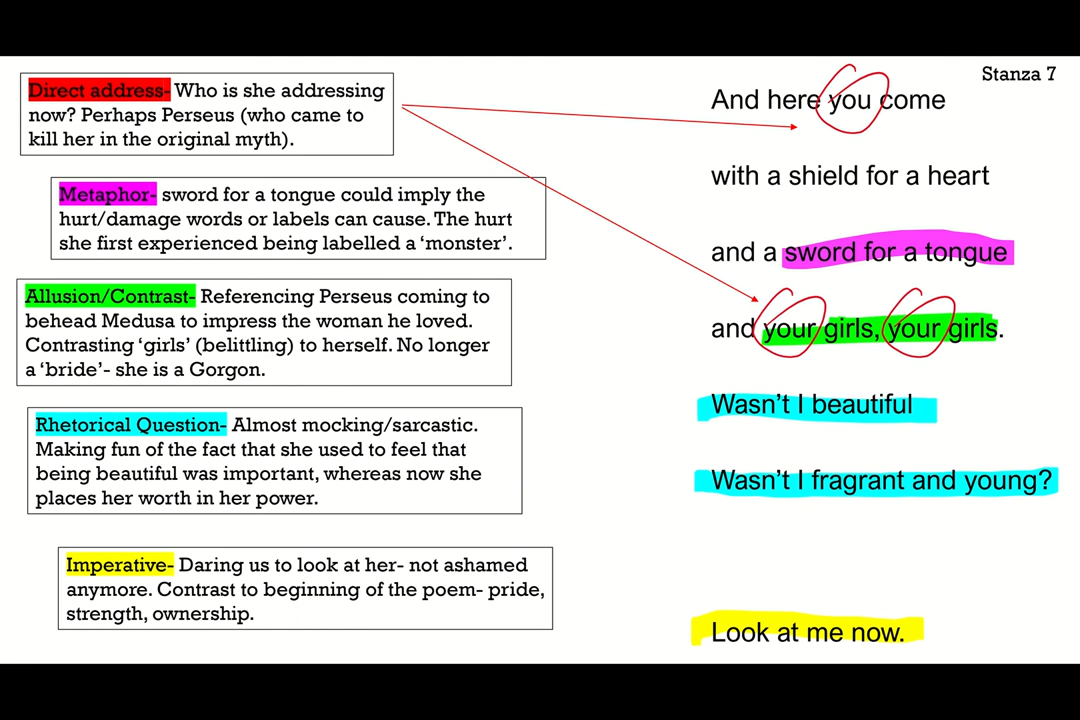 Stanza 7
Direct address- Who is she addressing
now? Perhaps Perseus (who came to
kill her in the original myth).
Metaphor- sword for a tongue could imply the
hurt/damage words or labels can cause. The hurt
she first experienced being labelled a ‘monster’.
Allusion/Contrast- Referencing Perseus coming to
behead Medusa to impress the woman he loved.
Contrasting ‘girls’ (belittling) to herself. No longer
a ‘bride’- she is a Gorgon.
Rhetorical Question- Almost mocking/sarcastic.
Making fun of the fact that she used to feel that
being beautiful was important, whereas now she
places her worth in her power.
Imperative- Daring us to look at her- not ashamed
anymore. Contrast to beginning of the poem- pride,
strength, ownership.
And here you come
with a shield for a heart
and a sword for a tongue
and your girls, your girls.
Wasn’t I beautiful
Wasn’t I fragrant and young?
Look at me now.